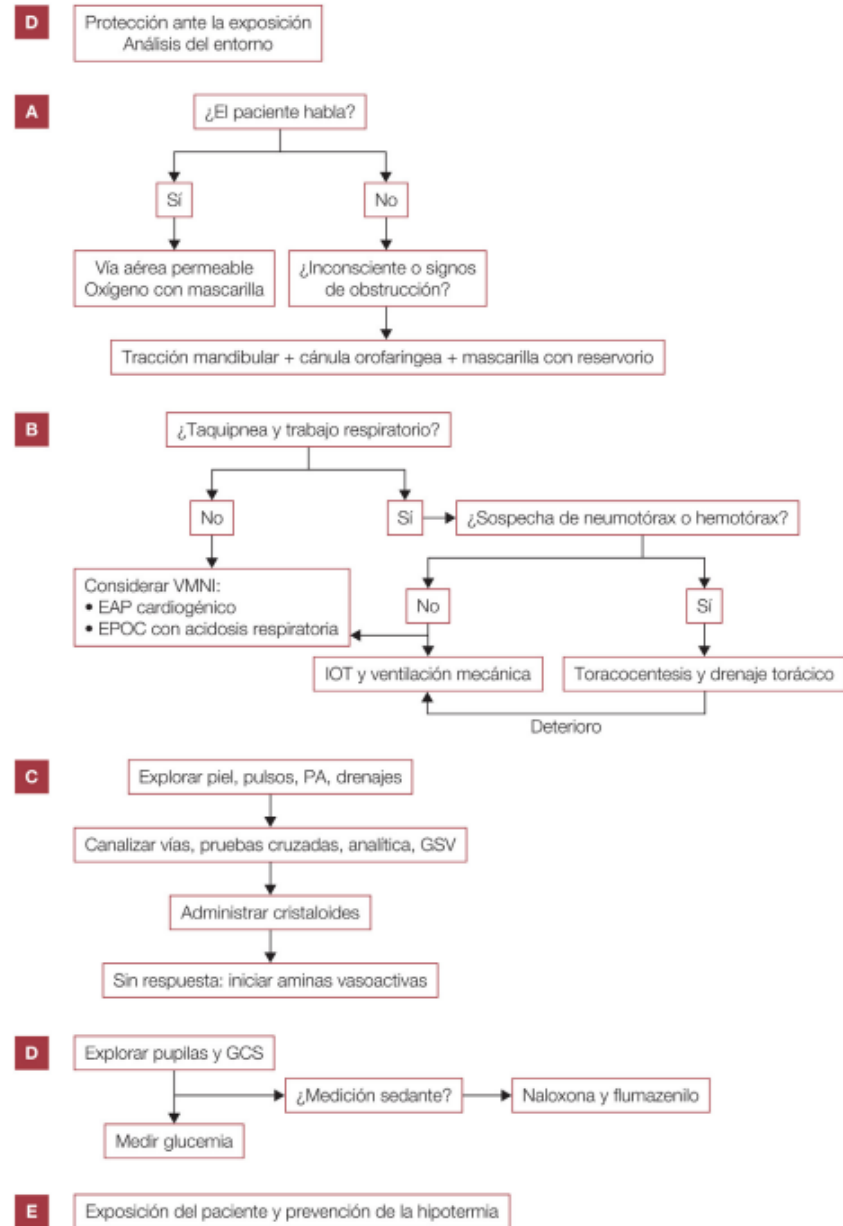 D
Protección ante la exposición
Análisis del entorno
A
¿El paciente habla?
Sí
No
Vía aérea permeable
Oxígeno con mascarilla
¿Inconsciente o signos
de obstrucción?
Tracción mandibular + cánula orofaríngea + mascarilla con reservorio
B
¿Taquipnea y trabajo respiratorio?
No
Sí
¿Sospecha de neumotórax o hemotórax?
Considerar VMNI:
• EAP cardiogénico
• EPOC con acidosis respiratoria
No
Sí
IOT y ventilación mecánica
Toracocentesis y drenaje torácico
Deterioro
C
Explorar piel, pulsos, PA, drenajes
Canalizar vías, pruebas cruzadas, analítica, GSV
Administrar cristaloides
Sin respuesta: iniciar aminas vasoactivas
D
Explorar pupilas y GCS
¿Medición sedante?
Naloxona y flumazenilo
Medir glucemia
E
Exposición del paciente y prevención de la hipotermia